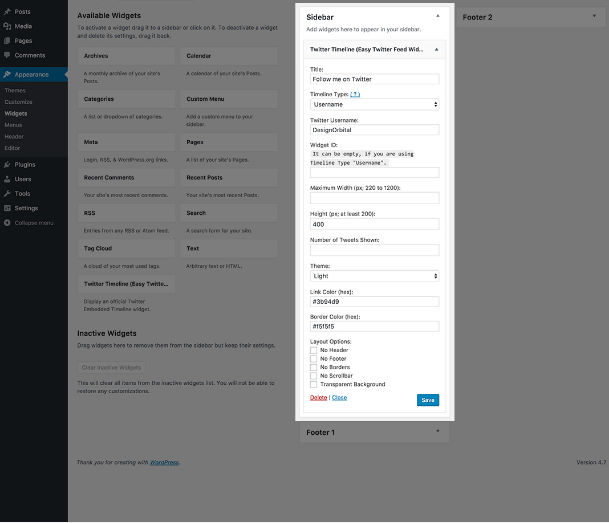 Posts
Media
Pages
Comments
Appearance
Themes
Customize
Widgets
Menus
Header
Editor
Plugins
Users
Tools
Settings
Collapse menu
Available Widgets
To activate a widget drag it to a sidebar or click on it. To deactivate a widget
and delete its settings, drag it back.
Archives
A monthly archive of your site's
Posts.
Calendar
A calendar of your site's Posts.
Categories
A list or dropdown of categories.
Custom Menu
Add a custom menu to your
sidebar.
Meta
Login, RSS, & WordPress.org links.
Pages
A list of your site's Pages.
Recent Comments
Your site's most recent comments.
Recent Posts
Your site's most recent Posts.
RSS
Entries from any RSS or Atom feed.
Search
A search form for your site.
Tag Cloud
A cloud of your most used tags.
Text
Arbitrary text or HTML.
Twitter Timeline (Easy Twitte...
Display an official Twitter
Embedded Timeline widget.
Inactive Widgets
Drag widgets here to remove them from the sidebar but keep their settings.
Clear Inactive Widgets
This will clear all items from the inactive widgets list. You will not be able to
restore any customizations.
Sidebar
Add widgets here to appear in your sidebar.
Twitter Timeline (Easy Twitter Feed Wid...
Title:
Follow me on Twitter
Timeline Type: ( ? )
Username
Twitter Username:
DesignOrbital
Widget ID:
It can be empty, if you are using
Timeline Type "Username".
Maximum Width (px; 220 to 1200):
Height (px; at least 200):
400
Number of Tweets Shown:
Theme:
Light
Link Color (hex):
#3b94d9
Border Color (hex):
#f5f5f5
Layout Options:
No Header
No Footer
No Borders
No Scrollbar
Transparent Background
Delete | Close
Save
Footer 1
Footer 2
Thank you for creating with WordPress.
Version 4.7